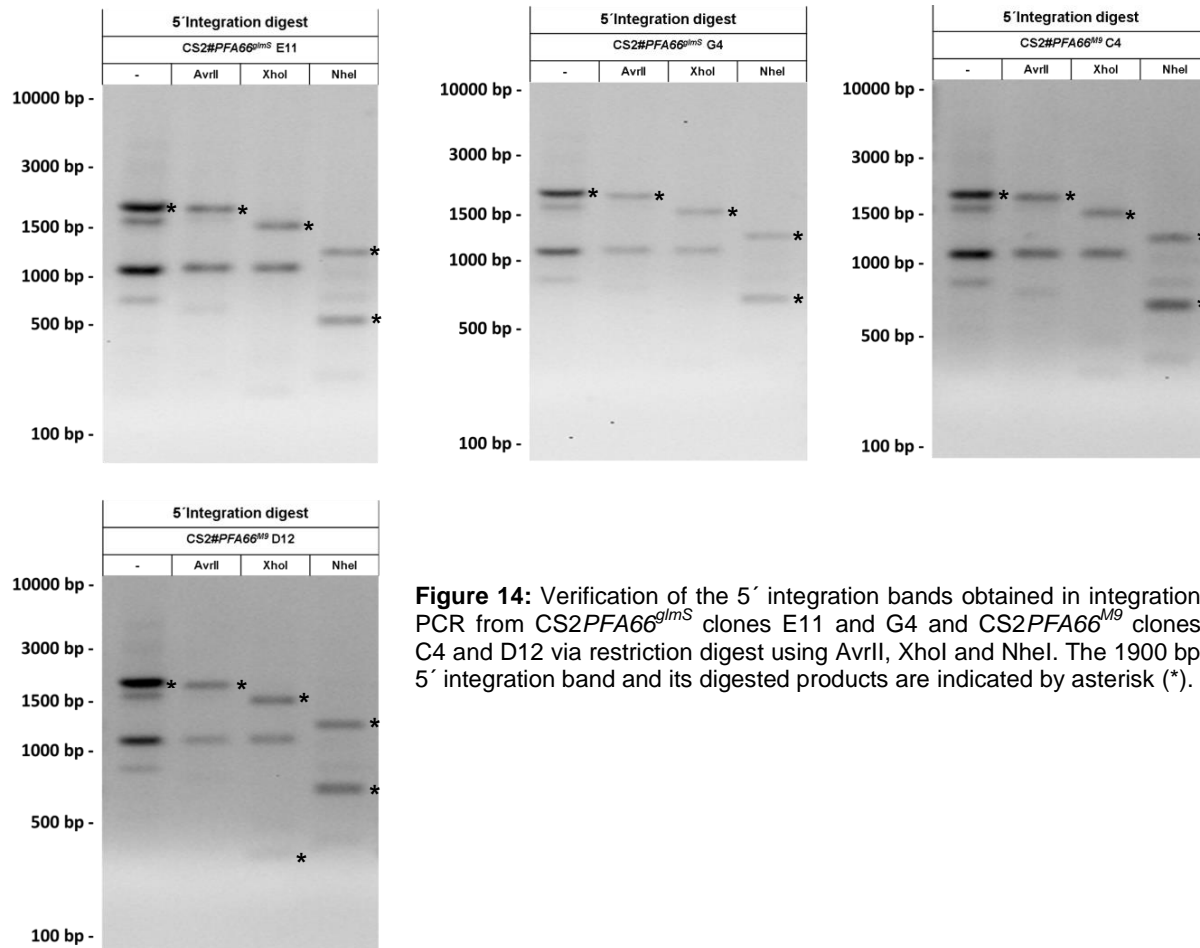 5´Integration digest
CS2#PFA66glmS E11
- AvrII XhoI NheI
10000 bp -
3000 bp -
1500 bp -
1000 bp -
500 bp -
100 bp -
* * * * *
5´Integration digest
CS2#PFA66glmS G4
- AvrII XhoI NheI
10000 bp -
3000 bp -
1500 bp -
1000 bp -
500 bp -
100 bp -
* * * * *
5´Integration digest
CS2#PFA66M9 C4
- AvrII XhoI NheI
10000 bp -
3000 bp -
1500 bp -
1000 bp -
500 bp -
100 bp -
* * * * *
5´Integration digest
CS2#PFA66M9 D12
- AvrII XhoI NheI
10000 bp -
3000 bp -
1500 bp -
1000 bp -
500 bp -
100 bp -
* * * * * *
Figure 14: Verification of the 5´ integration bands obtained in integration
PCR from CS2PFA66glmS clones E11 and G4 and CS2PFA66M9 clones
C4 and D12 via restriction digest using AvrII, XhoI and NheI. The 1900 bp
5´ integration band and its digested products are indicated by asterisk (*).